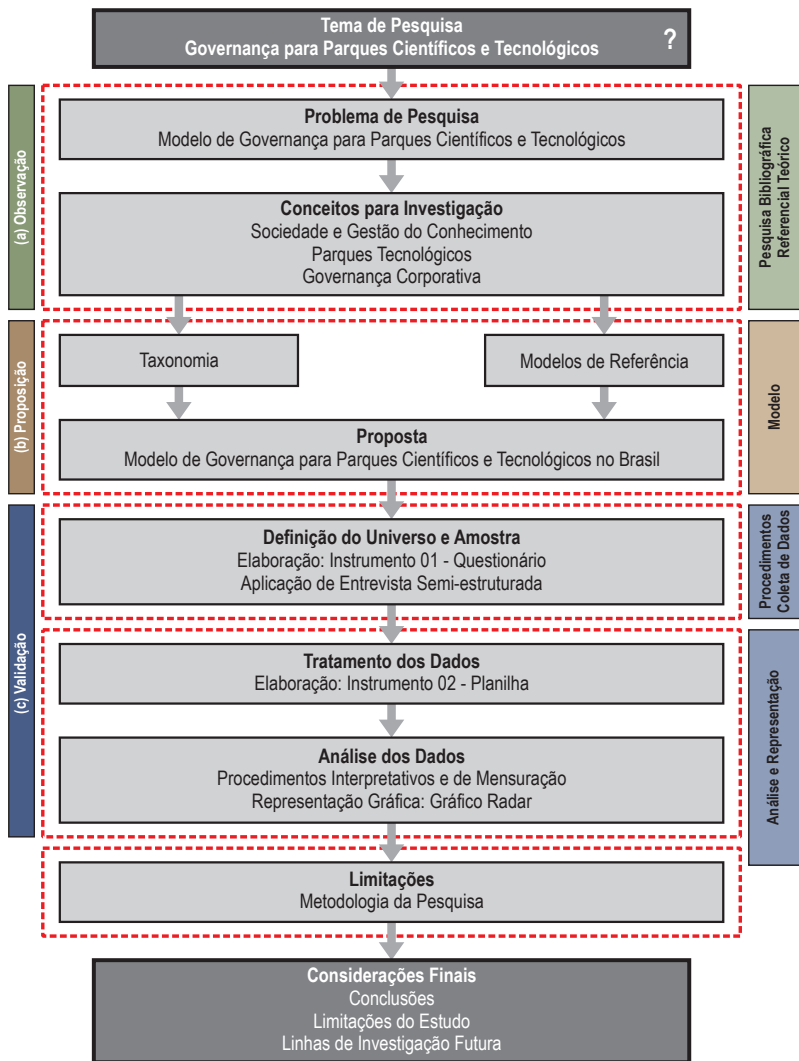 Tema de Pesquisa
Governança para Parques Científicos e Tecnológicos
?
(a) Observação
Problema de Pesquisa
Modelo de Governança para Parques Científicos e Tecnológicos
Conceitos para Investigação
Sociedade e Gestão do Conhecimento
Parques Tecnológicos
Governança Corporativa
Pesquisa Bibliográfica
Referencial Teórico
(b) Proposição
Taxonomia
Modelos de Referência
Proposta
Modelo de Governança para Parques Científicos e Tecnológicos no Brasil
Modelo
(c) Validação
Definição do Universo e Amostra
Elaboração: Instrumento 01 - Questionário
Aplicação de Entrevista Semi-estruturada
Procedimentos
Coleta de Dados
Tratamento dos Dados
Elaboração: Instrumento 02 - Planilha
Análise dos Dados
Procedimentos Interpretativos e de Mensuração
Representação Gráfica: Gráfico Radar
Análise e Representação
Limitações
Metodologia da Pesquisa
Considerações Finais
Conclusões
Limitações do Estudo
Linhas de Investigação Futura